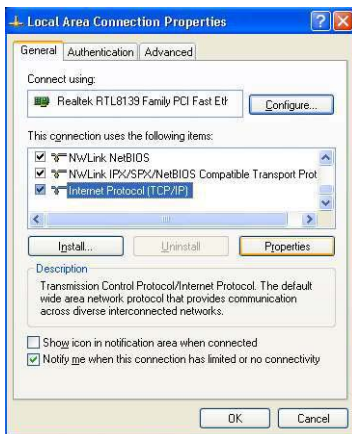 Local Area Connection Properties
General Authentication Advanced
Connect using:
Realtek RTL8139 Family PCI Fast Eth Configure...
This connection uses the following items:
NWLink NetBIOS
NWLink IPX/SPX/NetBIOS Compatible Transport Prot
Internet Protocol (TCP/IP)
Install... Uninstall Properties
Description
Transmission Control Protocol/Internet Protocol. The default
wide area network protocol that provides communication
across diverse interconnected networks.
Show icon in notification area when connected
Notify me when this connection has limited or no connectivity
OK Cancel